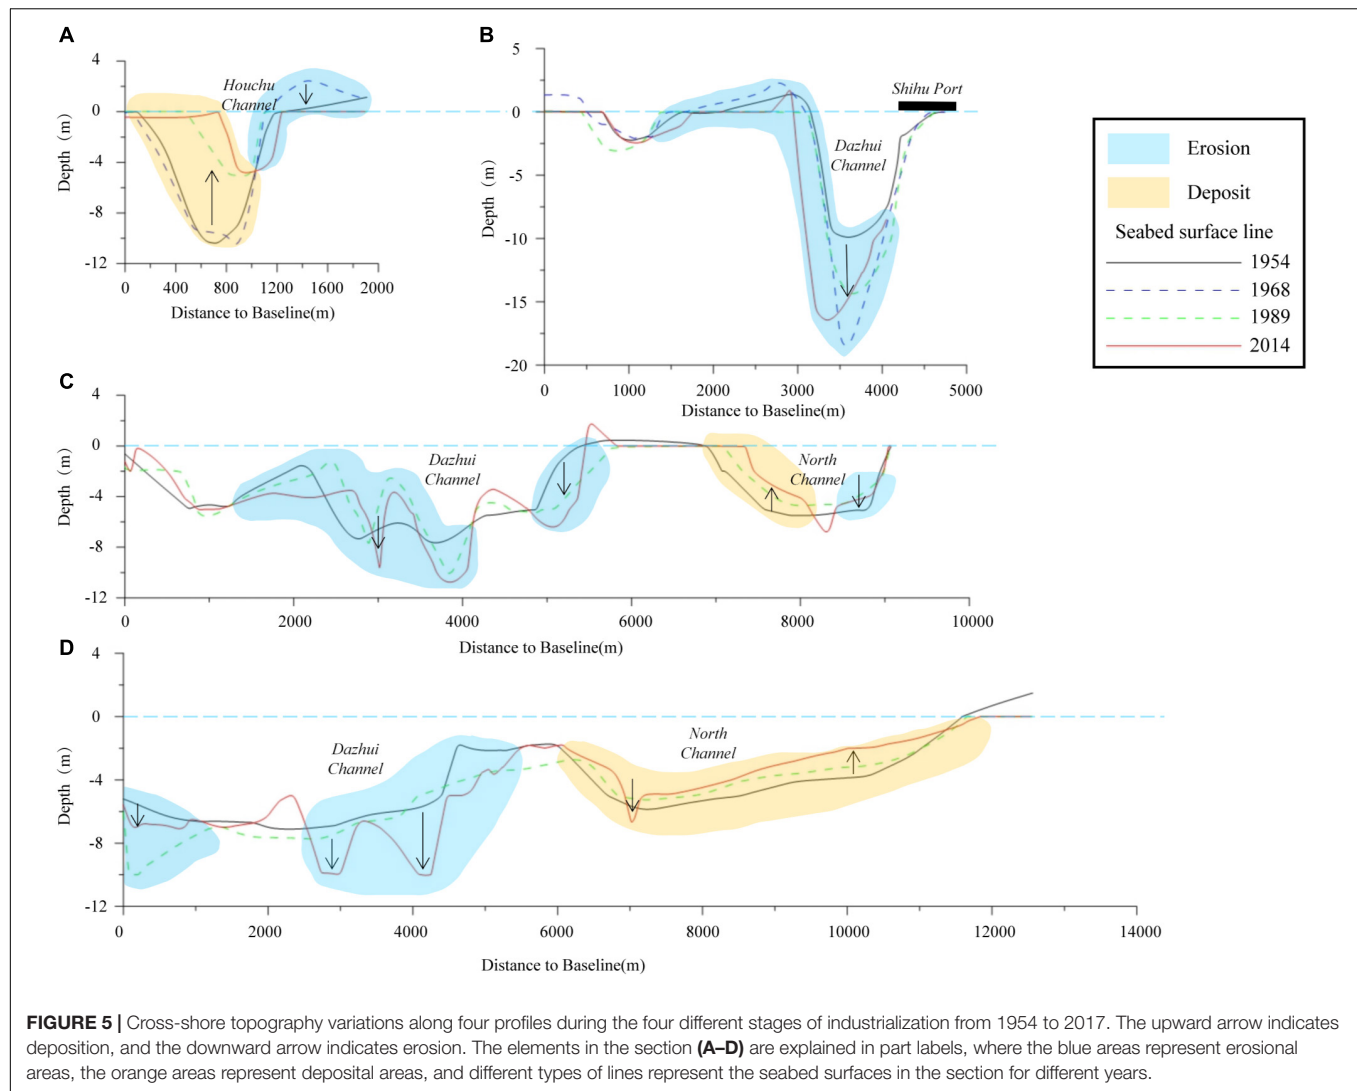 A
4
0
-4
-8
-12
Depth (m)
Houchu
Channel
0 400 800 1200 1600 2000
Distance to Baseline(m)
B
5
0
-5
-10
-15
-20
Depth (m)
Shihu Port
Dazhui
Channel
0 1000 2000 3000 4000 5000
Distance to Baseline(m)
Erosion
Deposit
Seabed surface line
1954
1968
1989
2014
C
4
0
-4
-8
-12
Depth (m)
Dazhui
Channel
North
Channel
0 2000 4000 6000 8000 10000
Distance to Baseline(m)
D
4
0
-4
-8
-12
Depth (m)
Dazhui
Channel
North
Channel
0 2000 4000 6000 8000 10000 12000 14000
Distance to Baseline(m)
FIGURE 5 | Cross-shore topography variations along four profiles during the four different stages of industrialization from 1954 to 2017. The upward arrow indicates
deposition, and the downward arrow indicates erosion. The elements in the section (A–D) are explained in part labels, where the blue areas represent erosional
areas, the orange areas represent deposital areas, and different types of lines represent the seabed surfaces in the section for different years.